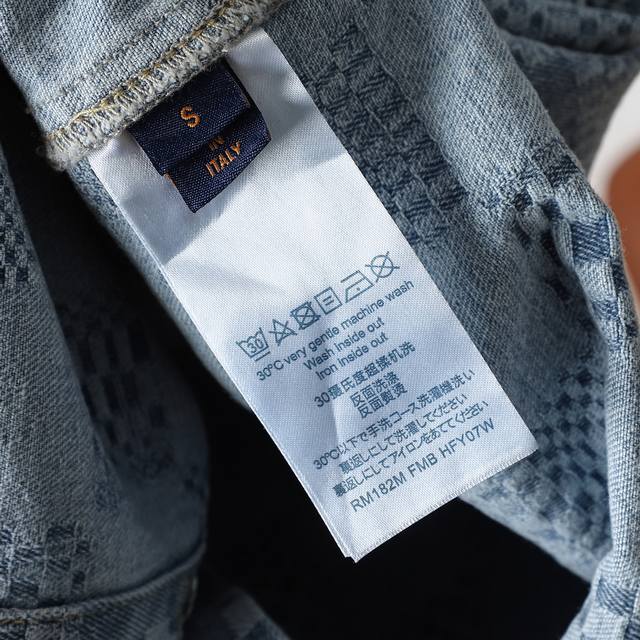 S
IN
ITALY
30
30°C very gentle machine wash
Wash inside out
Iron inside out
30摄氏度超柔机洗
反面洗涤
反面熨烫
30℃以下で手洗コース洗濯機洗い
裏返しにして洗濯してください
裏返しにしてアイロンをあててください
RM182M FMB HFY07W